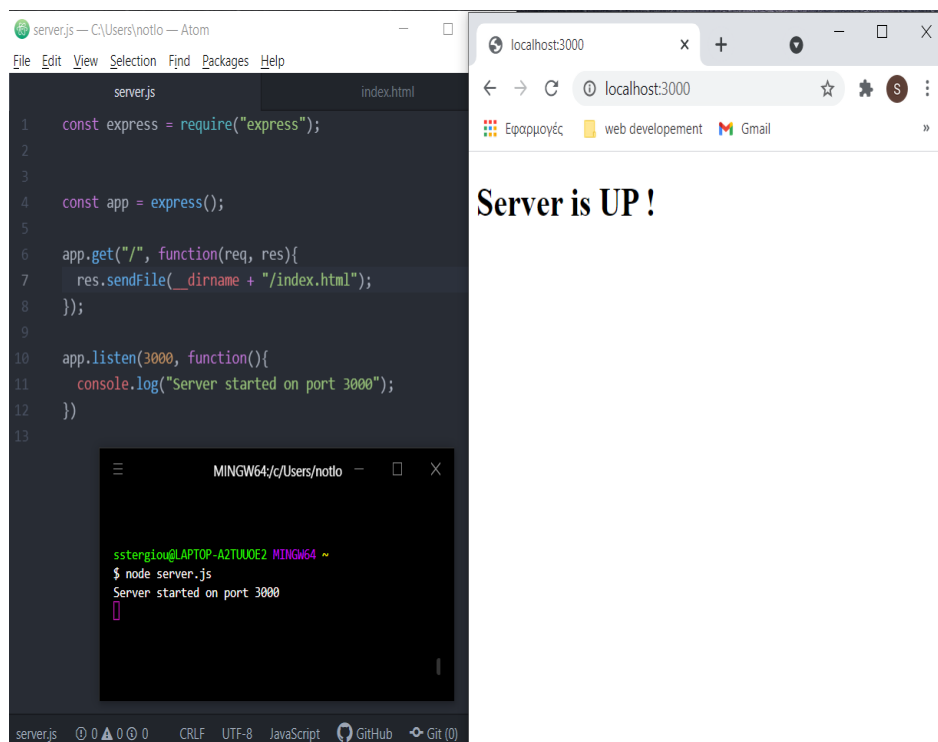 server.js — C:\Users\notlo — Atom
File Edit View Selection Find Packages Help
server.js index.html
1 const express = require("express");
2
3
4 const app = express();
5
6 app.get("/", function(req, res){
7 res.sendFile(__dirname + "/index.html");
8 });
9
10 app.listen(3000, function(){
11 console.log("Server started on port 3000");
12 })
13
MINGW64:/c/Users/notlo
sstergiou@LAPTOP-A2TUUOE2 MINGW64 ~
$ node server.js
Server started on port 3000
server.js 0 0 0 CRLF UTF-8 JavaScript GitHub Git (0)
localhost:3000
localhost:3000 S
Εφαρμογές web developement Gmail »
Server is UP !